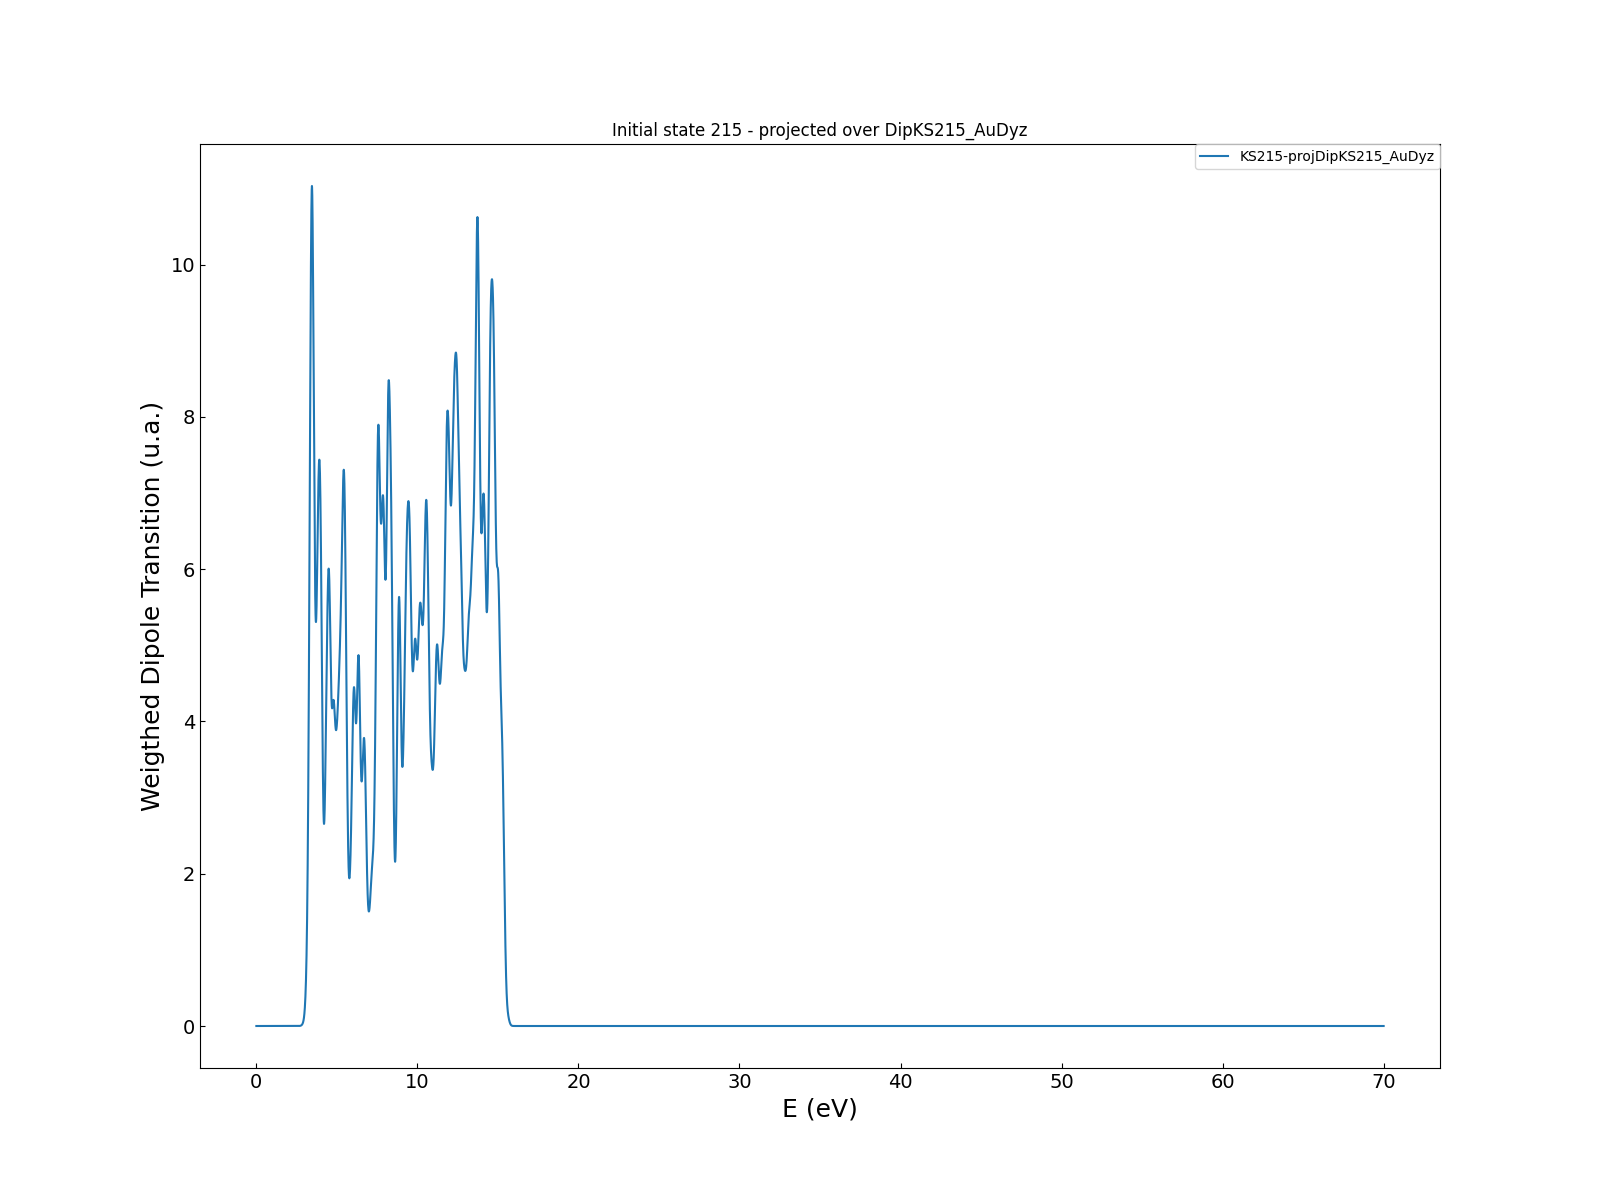 Initial state 215 - projected over DipKS215_AuDyz
KS215-projDipKS215_AuDyz
Weigthed Dipole Transition (u.a.)
10
8
6
4
2
0
0 10 20 30 40 50 60 70
E (eV)